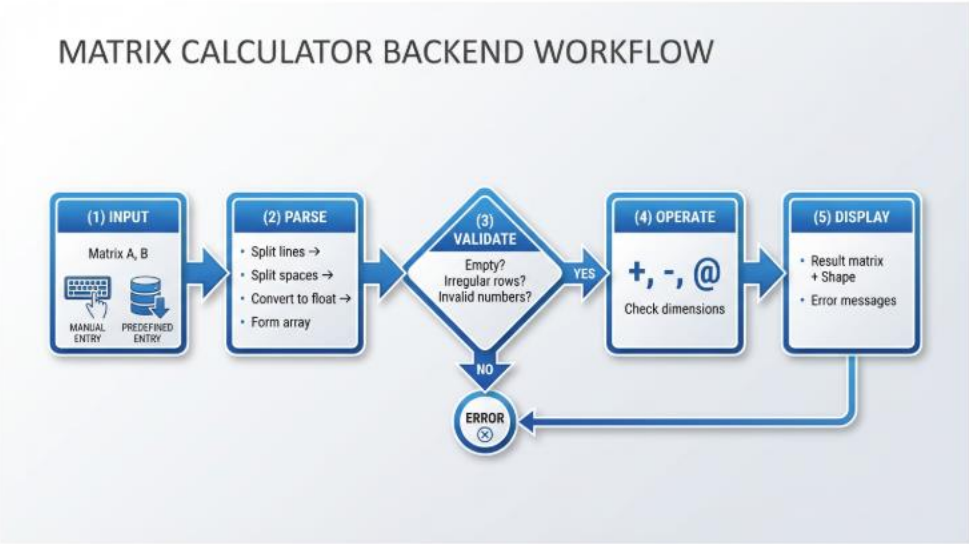 MATRIX CALCULATOR BACKEND WORKFLOW
(1) INPUT
Matrix A, B
MANUAL
ENTRY
PREDEFINED
ENTRY
(2) PARSE
• Split lines →
• Split spaces →
• Convert to float →
• Form array
(3)
VALIDATE
Empty?
Irregular rows?
Invalid numbers?
YES
NO
ERROR
(4) OPERATE
+, -, @
Check dimensions
(5) DISPLAY
• Result matrix
+ Shape
• Error messages